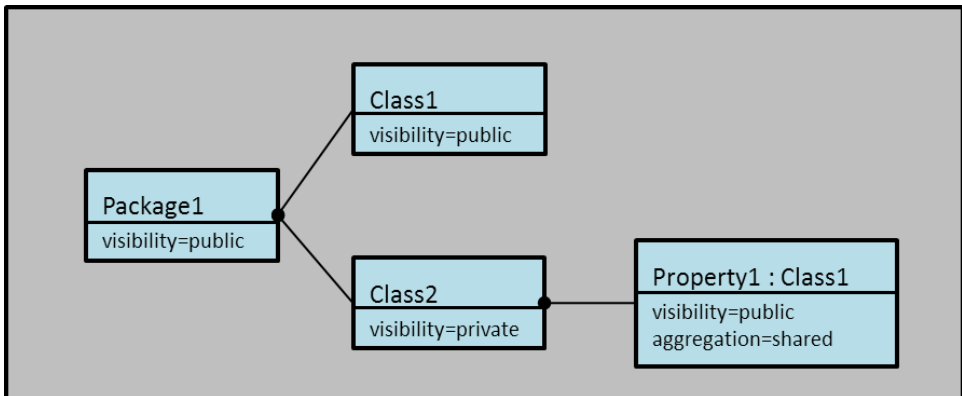 Class1
visibility=public
Package1
visibility=public
Class2
visibility=private
Property1 : Class1
visibility=public
aggregation=shared